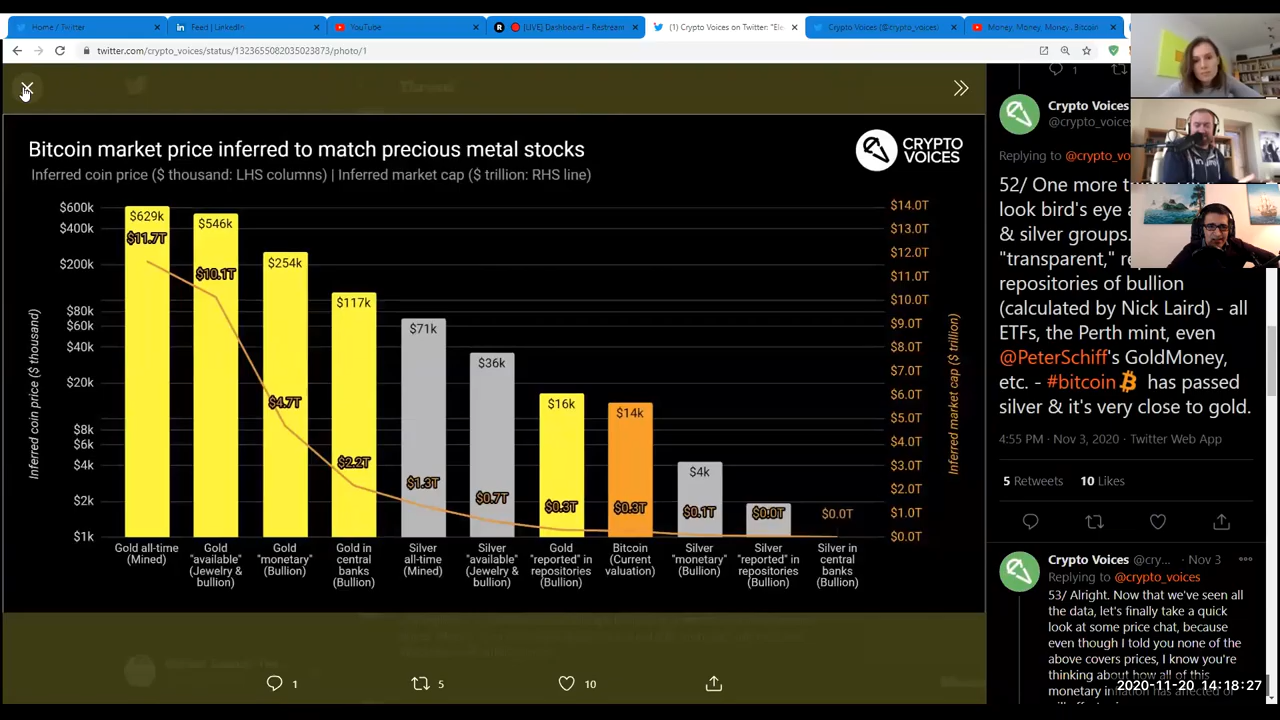 Home / Twitter
Feed | LinkedIn
YouTube
[LIVE] Dashboard – Restream
(1) Crypto Voices on Twitter: "Ele
Crypto Voices (@crypto_voices)
Money, Money, Money...Bitcoin
twitter.com/crypto_voices/status/1323655082035023873/photo/1
Bitcoin market price inferred to match precious metal stocks
Inferred coin price ($ thousand: LHS columns) | Inferred market cap ($ trillion: RHS line)
CRYPTO
VOICES
Inferred coin price ($ thousand)
$600k
$400k
$200k
$80k
$60k
$40k
$20k
$8k
$6k
$4k
$2k
$1k
$629k
$546k
$254k
$117k
$71k
$36k
$16k
$14k
$4k
$11.7T
$10.1T
$4.7T
$2.2T
$1.3T
$0.7T
$0.3T
$0.3T
$0.1T
$0.0T
$0.0T
$14.0T
$13.0T
$12.0T
$11.0T
$10.0T
$9.0T
$8.0T
$7.0T
$6.0T
$5.0T
$4.0T
$3.0T
$2.0T
$1.0T
$0.0T
Inferred market cap ($ trillion)
Gold all-time
(Mined)
Gold
"available"
(Jewelry &
bullion)
Gold
"monetary"
(Bullion)
Gold in
central
banks
(Bullion)
Silver
all-time
(Mined)
Silver
"available"
(Jewelry &
bullion)
Gold
"reported" in
repositories
(Bullion)
Bitcoin
(Current
valuation)
Silver
"monetary"
(Bullion)
Silver
"reported" in
repositories
(Bullion)
Silver in
central
banks
(Bullion)
1
5
10
1
Crypto Voices
@crypto_voices
Replying to @crypto_vo
52/ One more
look bird's eye
& silver groups.
"transparent,"
repositories of bullion
(calculated by Nick Laird) - all
ETFs, the Perth mint, even
@PeterSchiff's GoldMoney,
etc. - #bitcoin has passed
silver & it's very close to gold.
4:55 PM · Nov 3, 2020 · Twitter Web App
5 Retweets 10 Likes
Crypto Voices @cry... · Nov 3
Replying to @crypto_voices
53/ Alright. Now that we've seen all
the data, let's finally take a quick
look at some price chat, because
even though I told you none of the
above covers prices, I know you're
thinking about how all of this
monetary inflation has affected or
2020-11-20 14:18:27